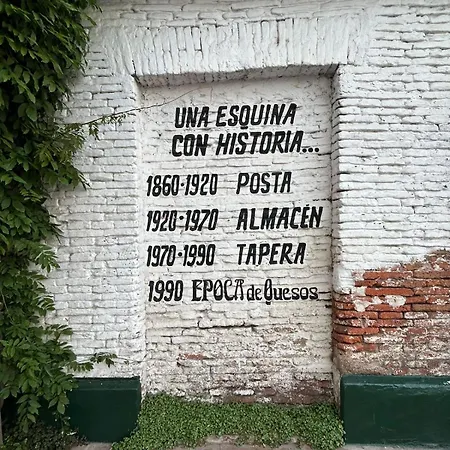 UNA ESQUINA
CON HISTORIA...
1860-1920 POSTA
1920-1970 ALMACÉN
1970-1990 TAPERA
1990 EPOCA de Quesos